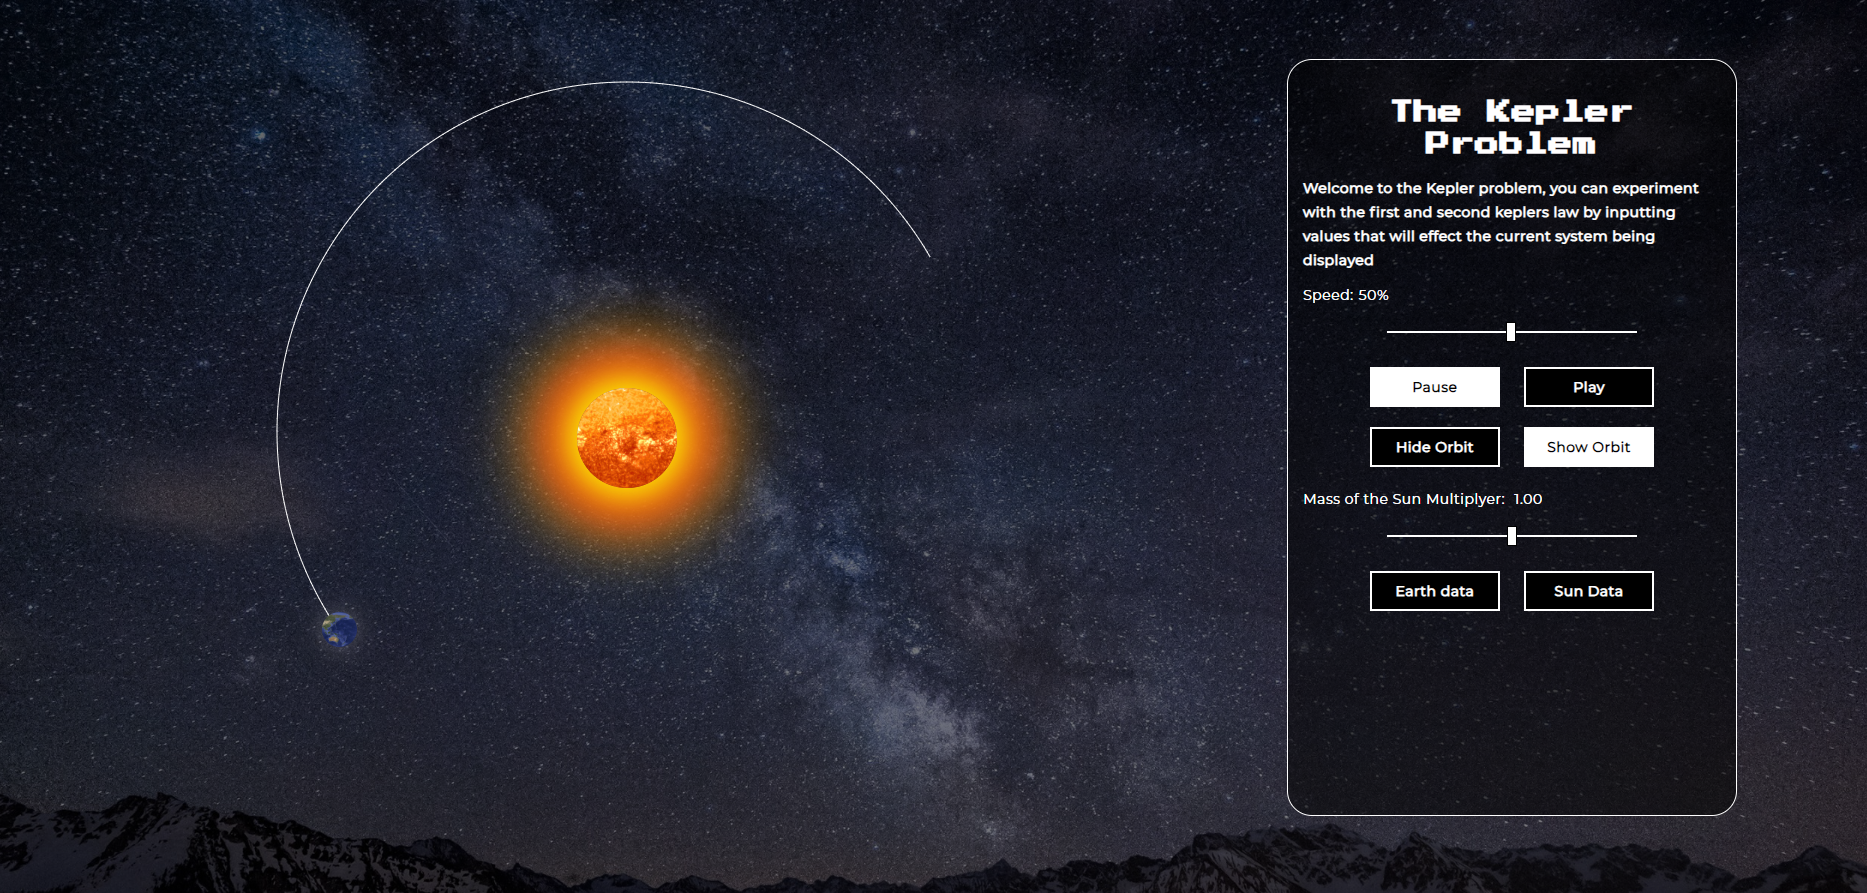 The Kepler
Problem
Welcome to the Kepler problem, you can experiment
with the first and second keplers law by inputting
values that will effect the current system being
displayed
Speed: 50%
Pause
Play
Hide Orbit
Show Orbit
Mass of the Sun Multiplyer: 1.00
Earth data
Sun Data